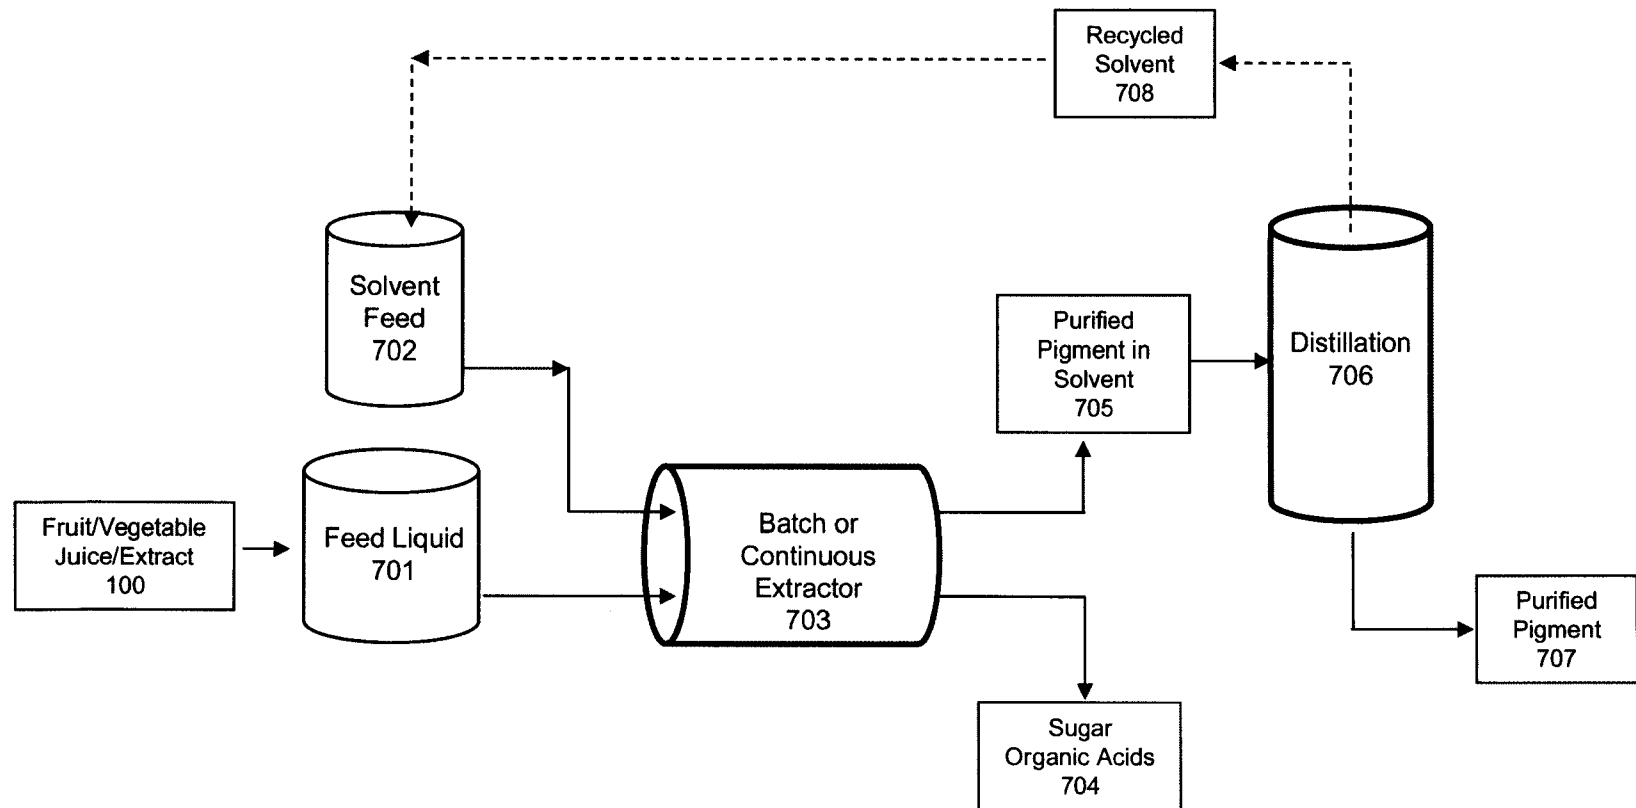 Recycled
Solvent
708
Solvent
Feed
702
Purified
Pigment in
Solvent
705
Distillation
706
Fruit/Vegetable
Juice/Extract
100
Feed Liquid
701
Batch or
Continuous
Extractor
703
Purified
Pigment
707
Sugar
Organic Acids
704